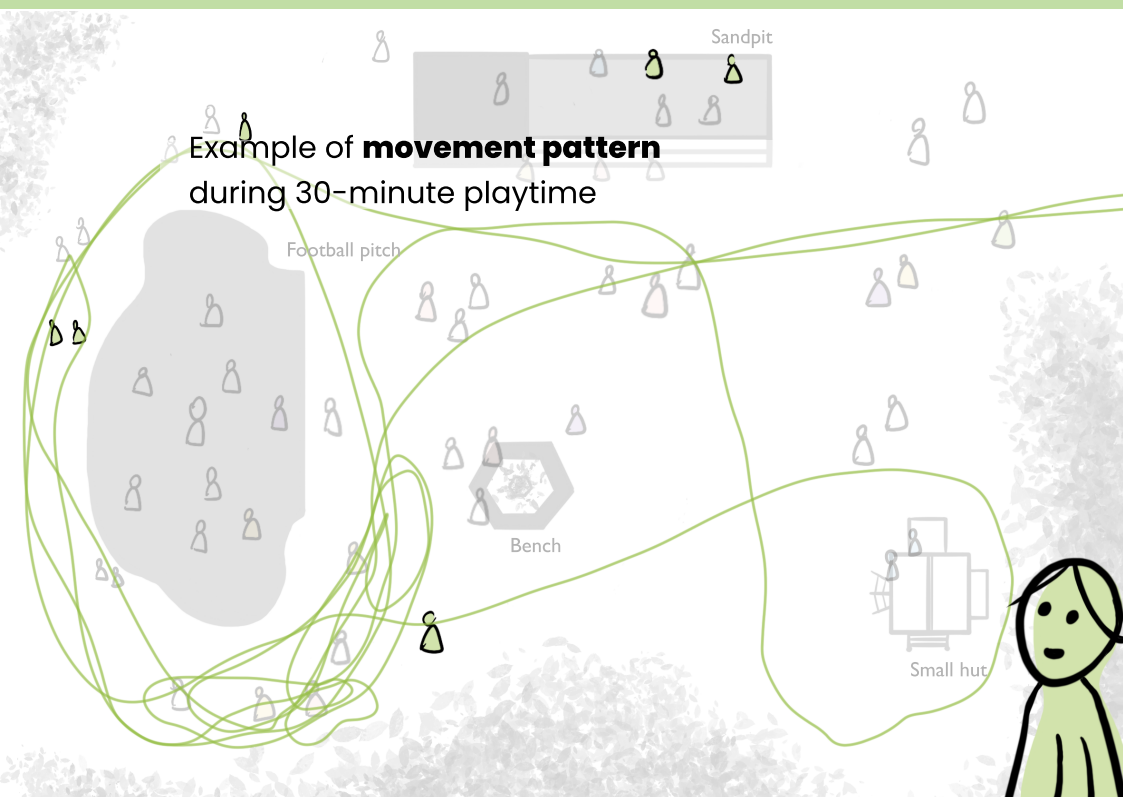 Sandpit
Example of movement pattern
during 30-minute playtime
Football pitch
Bench
Small hut